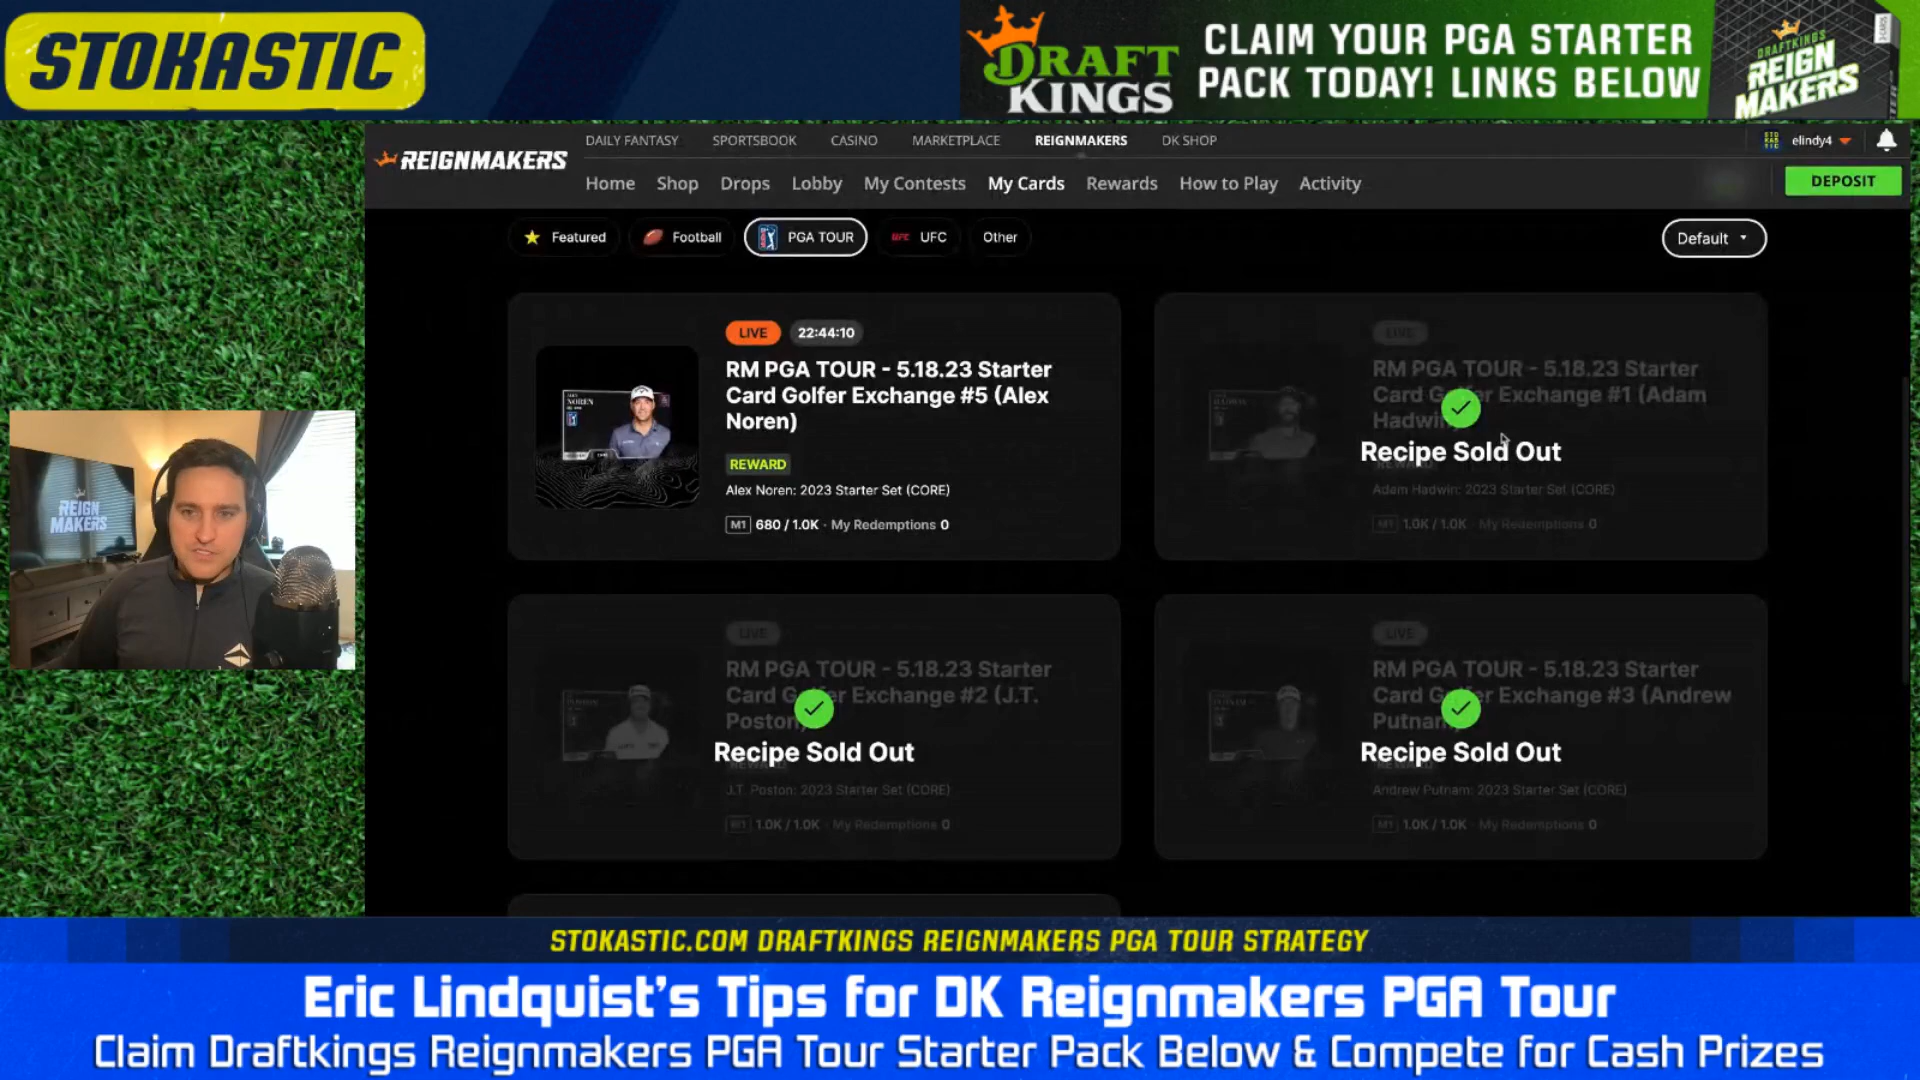 STOKASTIC
DRAFT
KINGS
CLAIM YOUR PGA STARTER
PACK TODAY! LINKS BELOW
DRAFTKINGS
REIGN
MAKERS
DAILY FANTASY SPORTSBOOK CASINO MARKETPLACE REIGNMAKERS DK SHOP
elindy4
REIGNMAKERS
Home Shop Drops Lobby My Contests My Cards Rewards How to Play Activity
DEPOSIT
Featured Football PGA TOUR UFC Other
Default
LIVE 22:44:10
RM PGA TOUR - 5.18.23 Starter
Card Golfer Exchange #5 (Alex
Noren)
NOREN
REWARD
Alex Noren: 2023 Starter Set (CORE)
M1 680 / 1.0K · My Redemptions 0
LIVE
RM PGA TOUR - 5.18.23 Starter
Card Golfer Exchange #1 (Adam
Hadwin)
Recipe Sold Out
Adam Hadwin: 2023 Starter Set (CORE)
M1 1.0K / 1.0K · My Redemptions 0
LIVE
RM PGA TOUR - 5.18.23 Starter
Card Golfer Exchange #2 (J.T.
Poston)
Recipe Sold Out
J.T. Poston: 2023 Starter Set (CORE)
M1 1.0K / 1.0K · My Redemptions 0
LIVE
RM PGA TOUR - 5.18.23 Starter
Card Golfer Exchange #3 (Andrew
Putnam)
Recipe Sold Out
Andrew Putnam: 2023 Starter Set (CORE)
M1 1.0K / 1.0K · My Redemptions 0
REIGN
MAKERS
STOKASTIC.COM DRAFTKINGS REIGNMAKERS PGA TOUR STRATEGY
Eric Lindquist's Tips for DK Reignmakers PGA Tour
Claim Draftkings Reignmakers PGA Tour Starter Pack Below & Compete for Cash Prizes